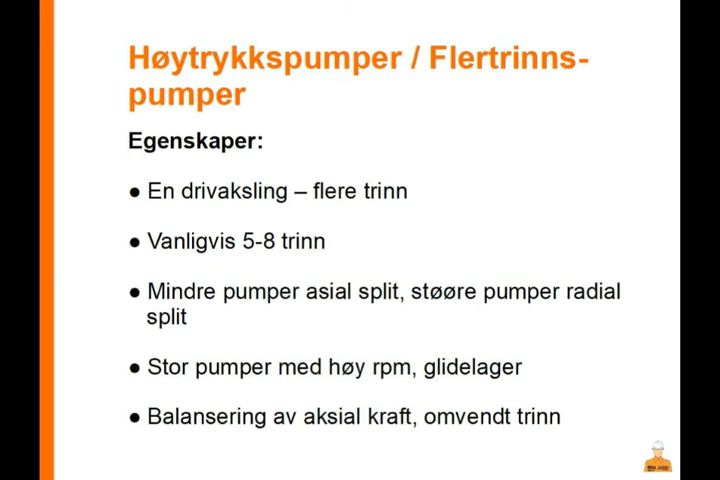 Høytrykkspumper / Flertrinns-
pumper
Egenskaper:
● En drivaksling – flere trinn
● Vanligvis 5-8 trinn
● Mindre pumper asial split, støøre pumper radial
split
● Stor pumper med høy rpm, glidelager
● Balansering av aksial kraft, omvendt trinn